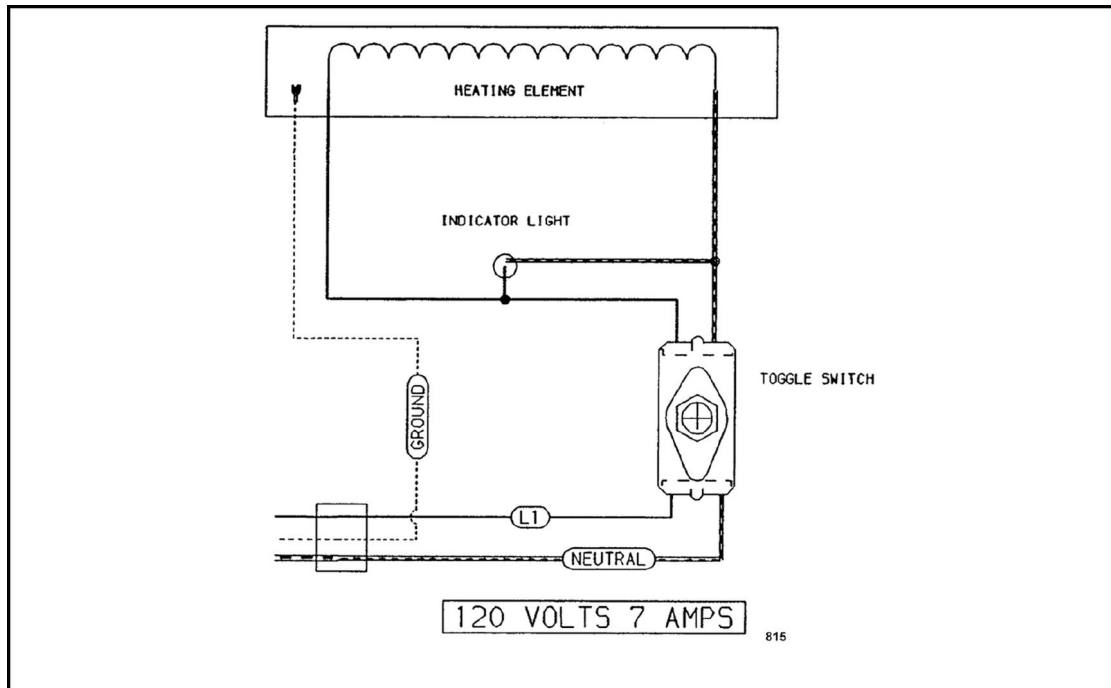 HEATING ELEMENT
INDICATOR LIGHT
TOGGLE SWITCH
GROUND
L1
NEUTRAL
120 VOLTS 7 AMPS
815